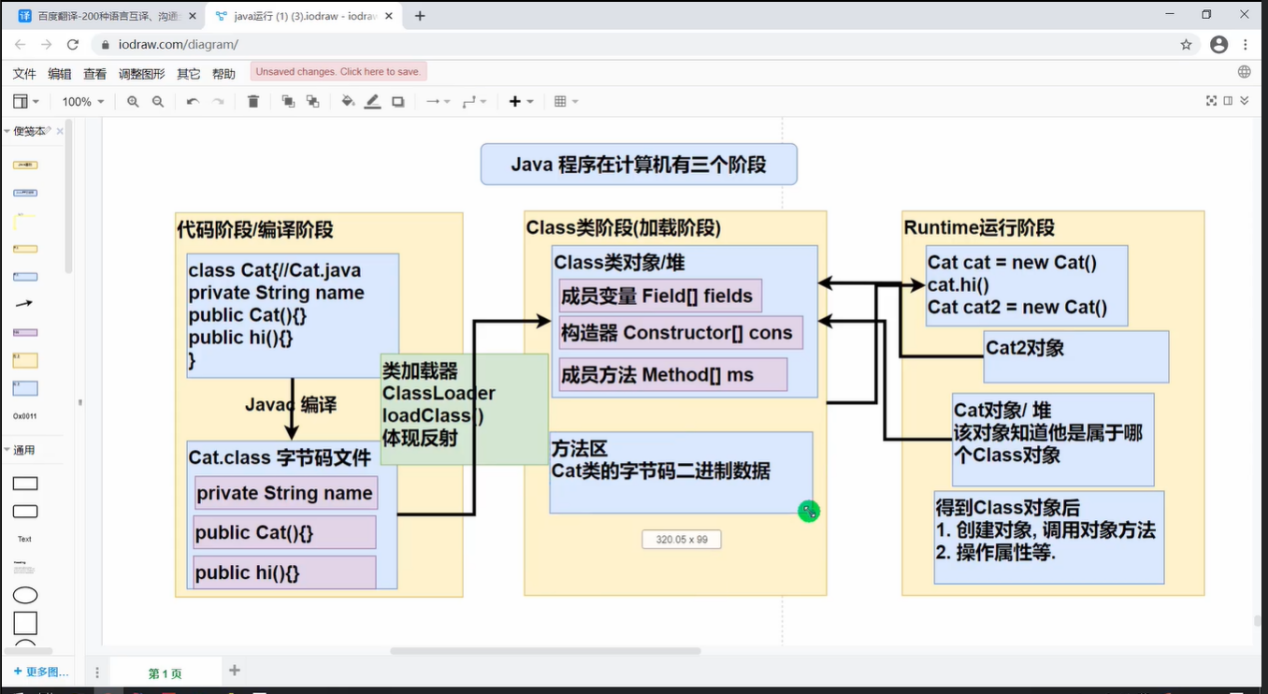 百度翻译-200种语言互译、沟通
java运行 (1) (3).iodraw - iodraw
iodraw.com/diagram/
文件 编辑 查看 调整图形 其它 帮助
Unsaved changes. Click here to save.
100%
便笺本
0x0011
通用
Text
更多图...
第 1 页
Java 程序在计算机有三个阶段
代码阶段/编译阶段
class Cat{//Cat.java
private String name
public Cat(){}
public hi(){}
}
Javac 编译
Cat.class 字节码文件
private String name
public Cat(){}
public hi(){}
类加载器
ClassLoader
loadClass()
体现反射
Class类阶段(加载阶段)
Class类对象/堆
成员变量 Field[] fields
构造器 Constructor[] cons
成员方法 Method[] ms
方法区
Cat类的字节码二进制数据
320.05 x 99
Runtime运行阶段
Cat cat = new Cat()
cat.hi()
Cat cat2 = new Cat()
Cat2对象
Cat对象/ 堆
该对象知道他是属于哪
个Class对象
得到Class对象后
1. 创建对象, 调用对象方法
2. 操作属性等.